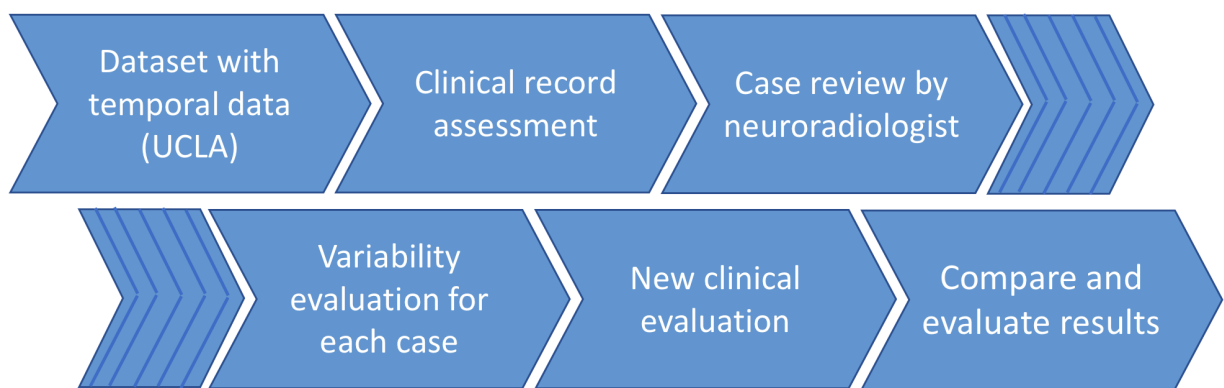 Dataset with
temporal data
(UCLA)
Clinical record
assessment
Case review by
neuroradiologist
Variability
evaluation for
each case
New clinical
evaluation
Compare and
evaluate results